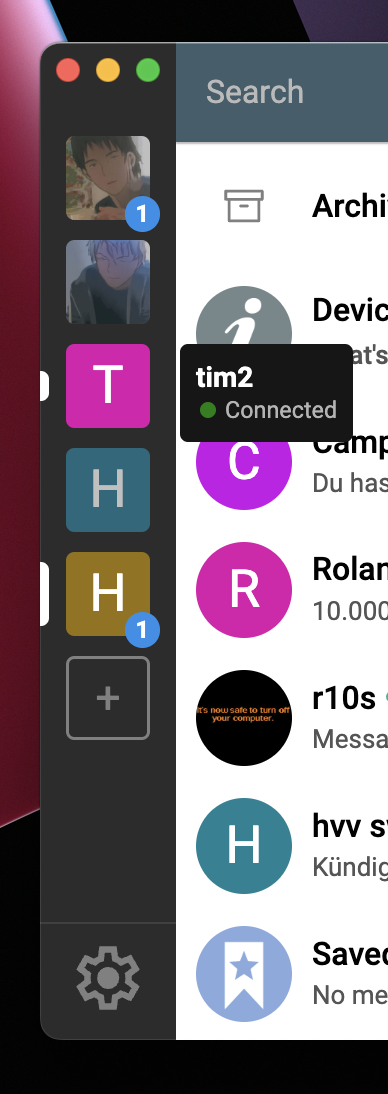 Search
1
Archi
T
Devic
at's
tim2
Connected
H
C
Camp
Du has
H
1
R
Rolan
10.000
+
It's now safe to turn off
your computer.
r10s
Messa
H
hvv s
Kündig
Saved
No me